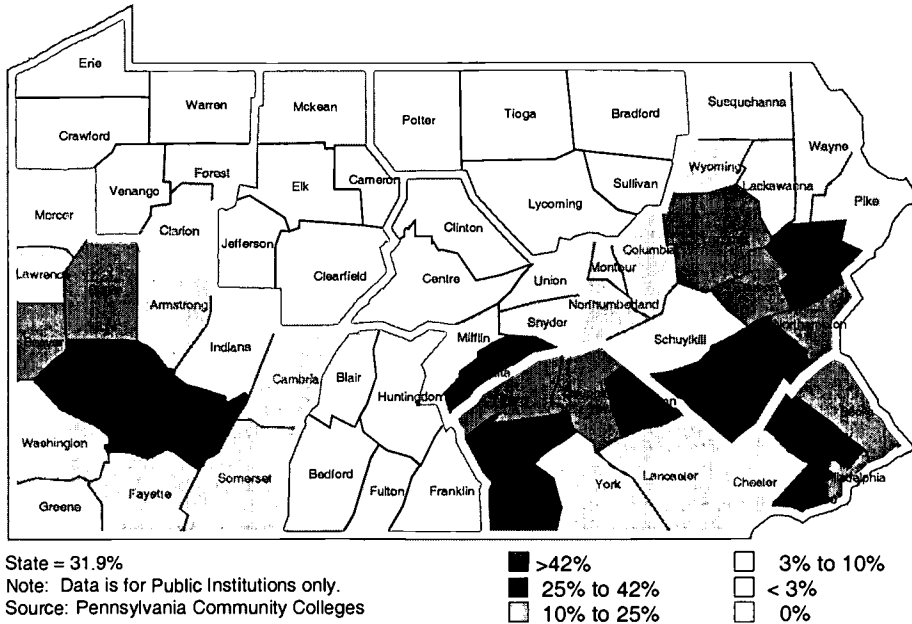 Erie
Warren
Mckean
Potter
Tioga
Bradford
Susquchanna
Crawford
Wayne
Forest
Wyoming
Venango
Elk
Cameron
Sullivan
Lackawanna
Mercer
Lycoming
Pike
Clarion
Clinton
Jefferson
Columbia
Lawrenc
Clearfield
Centre
Union
Montour
Armstrong
Northumberland
Snyder
Northampton
Indiana
Mifflin
Schuylkill
Cambria
Blair
Huntingdon
Washington
Somerset
Bedford
Lancaster
Greene
Fayette
Fulton
Franklin
York
Chester
State = 31.9%
Note: Data is for Public Institutions only.
Source: Pennsylvania Community Colleges
>42%
25% to 42%
10% to 25%
3% to 10%
< 3%
0%